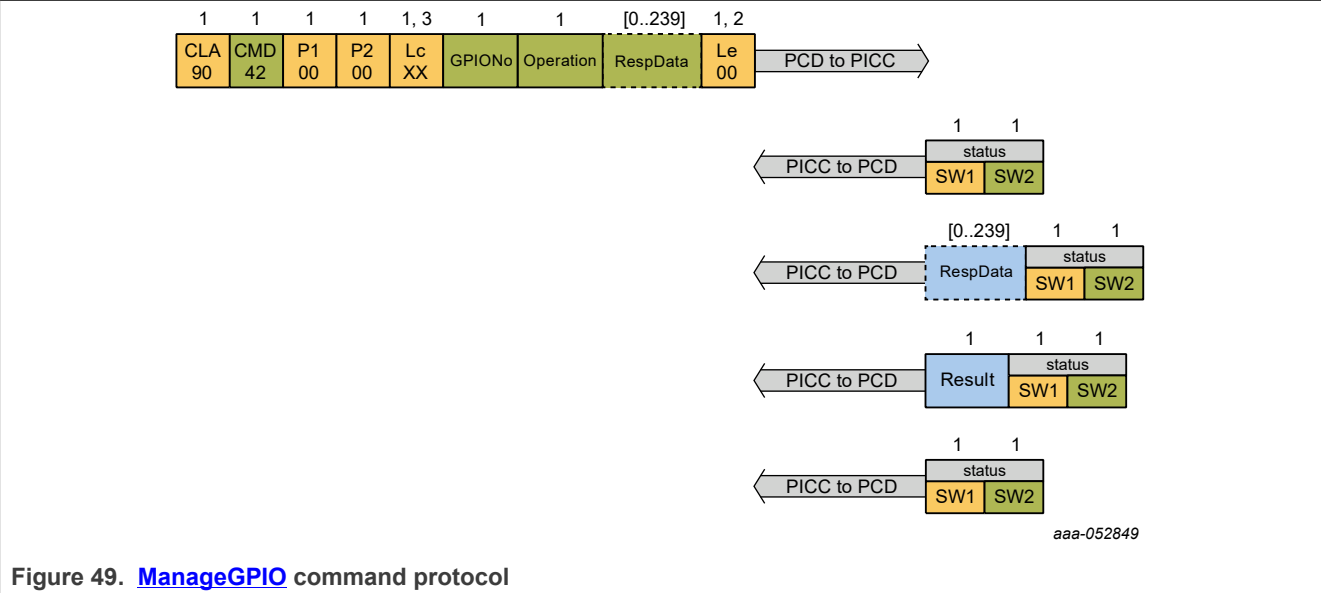 1 1 1 1 1, 3 1 1 [0..239] 1, 2
CLA CMD P1 P2 Lc GPIONo Operation RespData Le PCD to PICC
90 42 00 00 XX 00
1 1
status
PICC to PCD SW1 SW2
[0..239] 1 1
status
PICC to PCD RespData SW1 SW2
1 1 1
status
PICC to PCD Result SW1 SW2
1 1
status
PICC to PCD SW1 SW2
aaa-052849
Figure 49. ManageGPIO command protocol